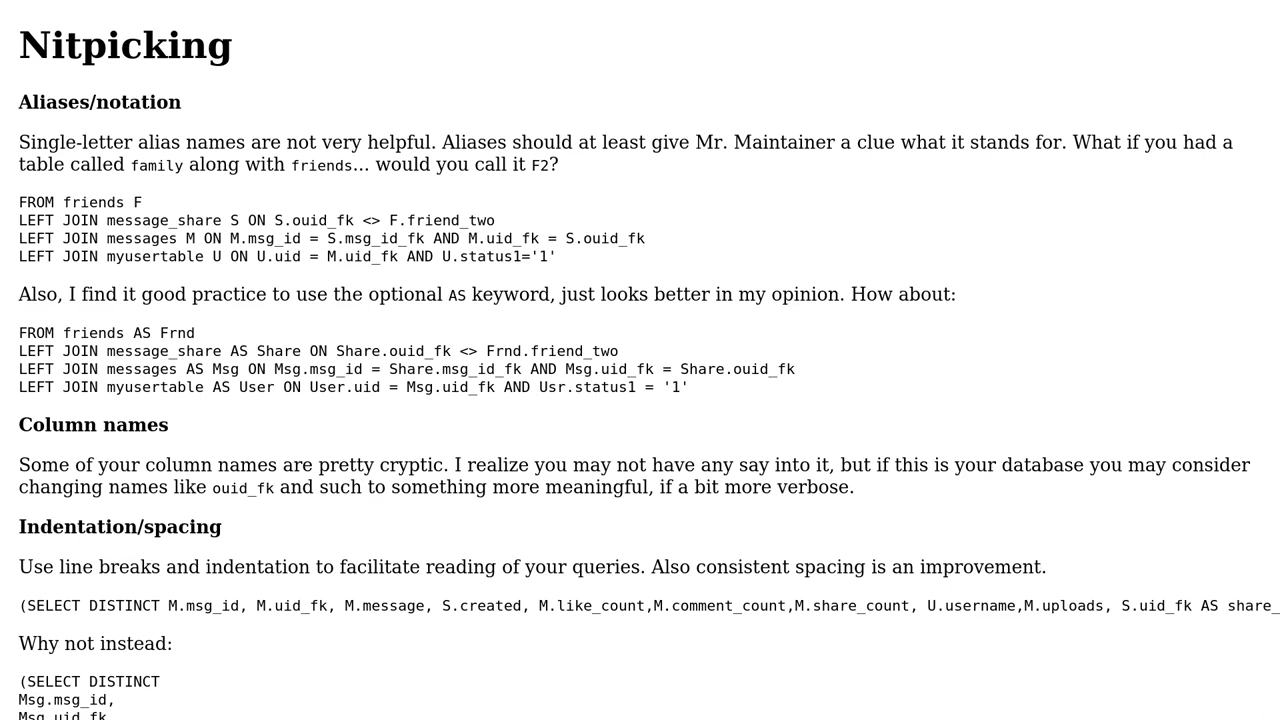 Nitpicking
Aliases/notation
Single-letter alias names are not very helpful. Aliases should at least give Mr. Maintainer a clue what it stands for. What if you had a
table called family along with friends... would you call it F2?
FROM friends F
LEFT JOIN message_share S ON S.ouid_fk <> F.friend_two
LEFT JOIN messages M ON M.msg_id = S.msg_id_fk AND M.uid_fk = S.ouid_fk
LEFT JOIN myusertable U ON U.uid = M.uid_fk AND U.status1='1'
Also, I find it good practice to use the optional AS keyword, just looks better in my opinion. How about:
FROM friends AS Frnd
LEFT JOIN message_share AS Share ON Share.ouid_fk <> Frnd.friend_two
LEFT JOIN messages AS Msg ON Msg.msg_id = Share.msg_id_fk AND Msg.uid_fk = Share.ouid_fk
LEFT JOIN myusertable AS User ON User.uid = Msg.uid_fk AND Usr.status1 = '1'
Column names
Some of your column names are pretty cryptic. I realize you may not have any say into it, but if this is your database you may consider
changing names like ouid_fk and such to something more meaningful, if a bit more verbose.
Indentation/spacing
Use line breaks and indentation to facilitate reading of your queries. Also consistent spacing is an improvement.
(SELECT DISTINCT M.msg_id, M.uid_fk, M.message, S.created, M.like_count,M.comment_count,M.share_count, U.username,M.uploads, S.uid_fk AS share_
Why not instead:
(SELECT DISTINCT
Msg.msg_id,
Msg.uid_fk